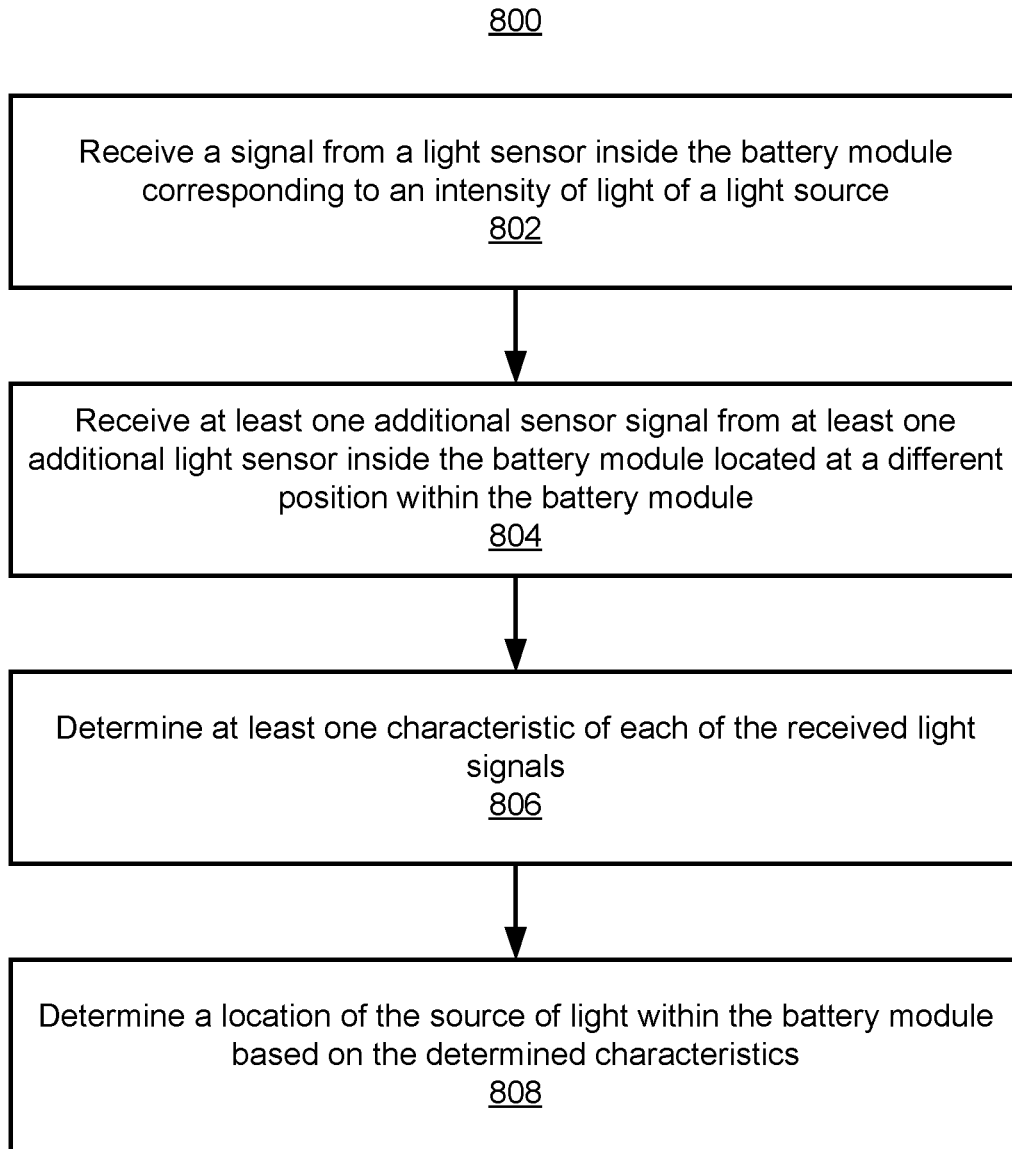 800
Receive a signal from a light sensor inside the battery module
corresponding to an intensity of light of a light source
802
Receive at least one additional sensor signal from at least one
additional light sensor inside the battery module located at a different
position within the battery module
804
Determine at least one characteristic of each of the received light
signals
806
Determine a location of the source of light within the battery module
based on the determined characteristics
808